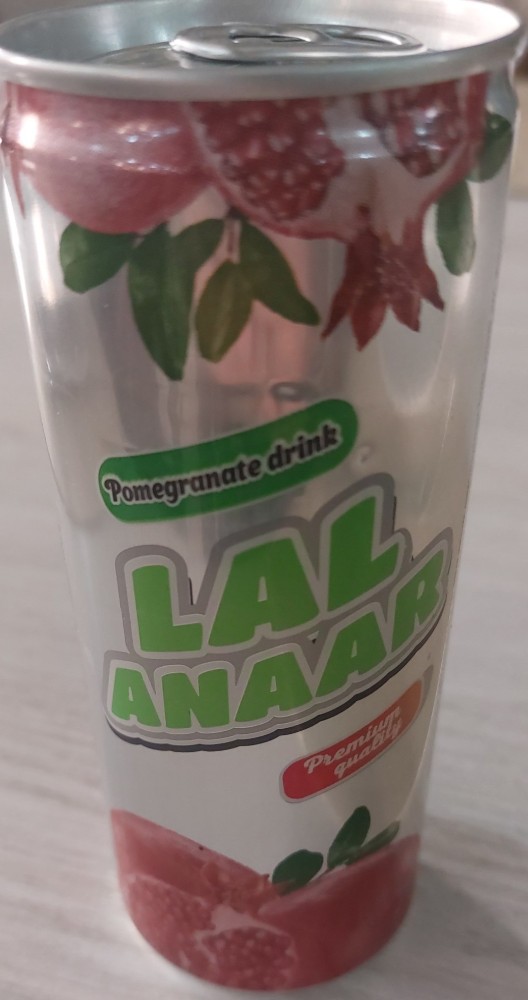 Pomegranate drink
LAL
ANAAR
Premium
quality